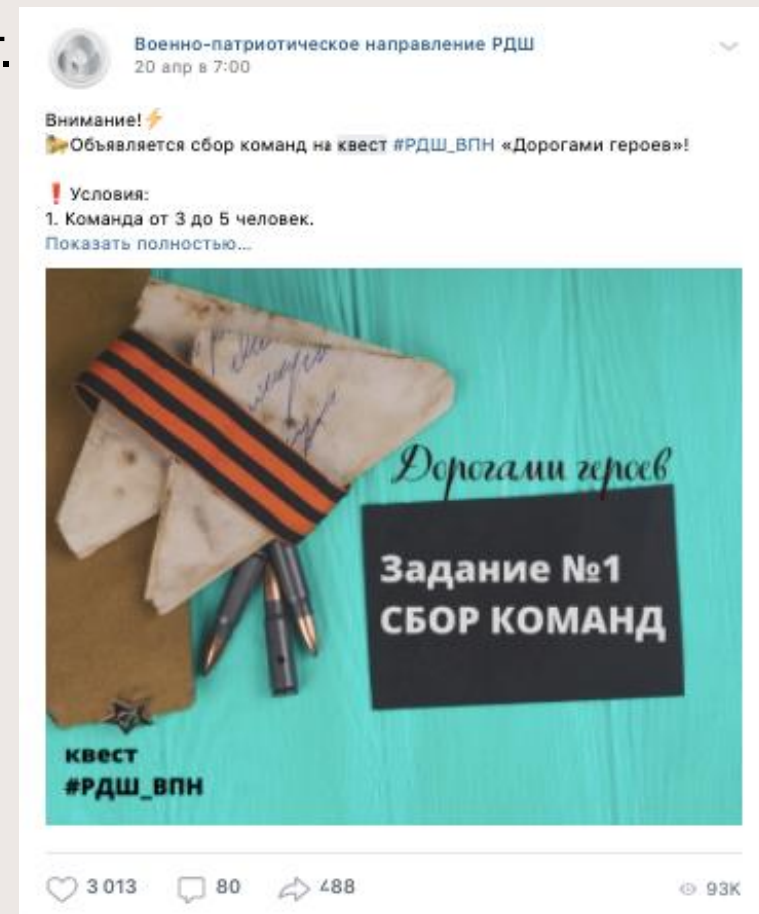 Военно-патриотическое направление РДШ
20 апр в 7:00
Внимание!⚡
Объявляется сбор команд на квест #РДШ_ВПН «Дорогами героев»!
❗ Условия:
1. Команда от 3 до 5 человек.
Показать полностью...
Дорогами героев
Задание №1
СБОР КОМАНД
квест
#РДШ_ВПН
3 013 80 488 93K